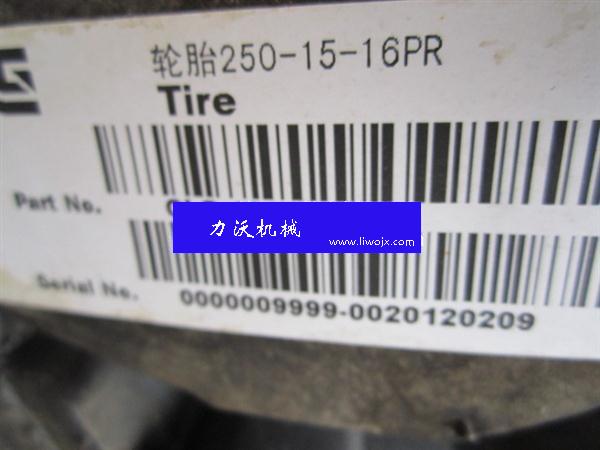 轮胎250-15-16PR
Tire
Part No.
力沃机械
www.liwojx.com
Serial No.
0000009999-0020120209